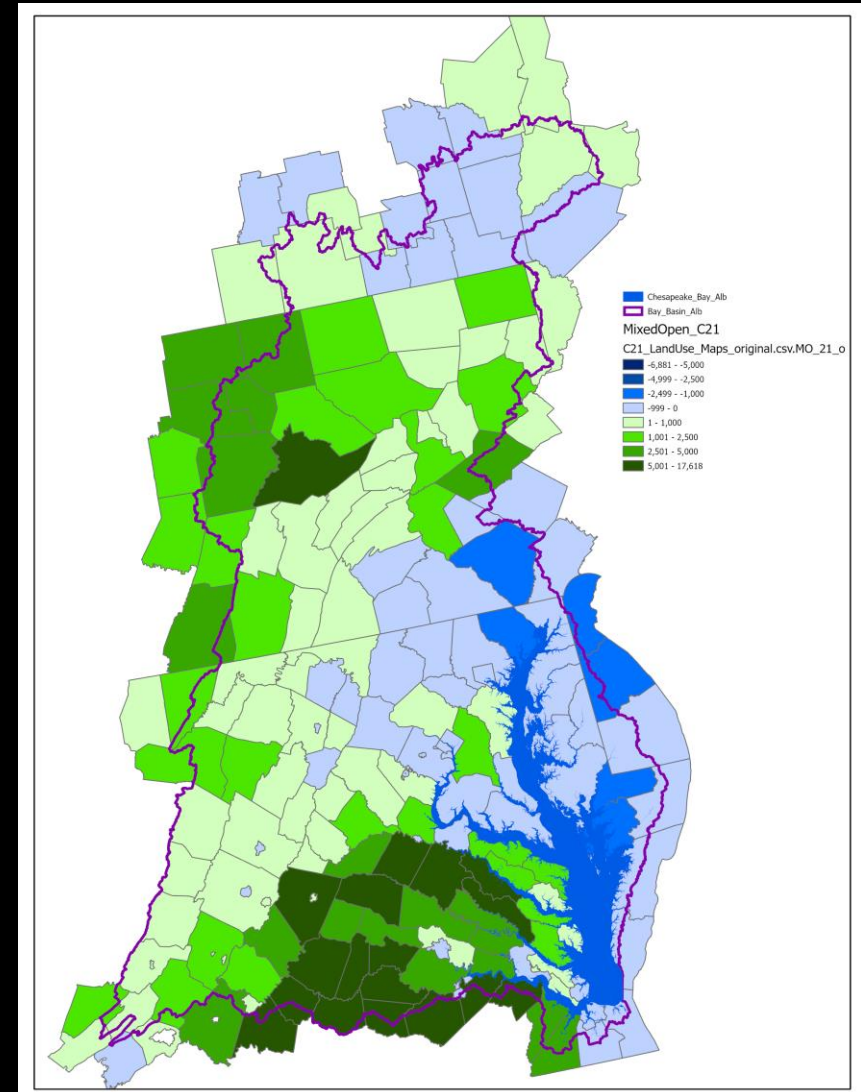 Chesapeake_Bay_Alb
Bay_Basin_Alb
MixedOpen_C21
C21_LandUse_Maps_original.csv.MO_21_o
-6,881 - -5,000
-4,999 - -2,500
-2,499 - -1,000
-999 - 0
1 - 1,000
1,001 - 2,500
2,501 - 5,000
5,001 - 17,618